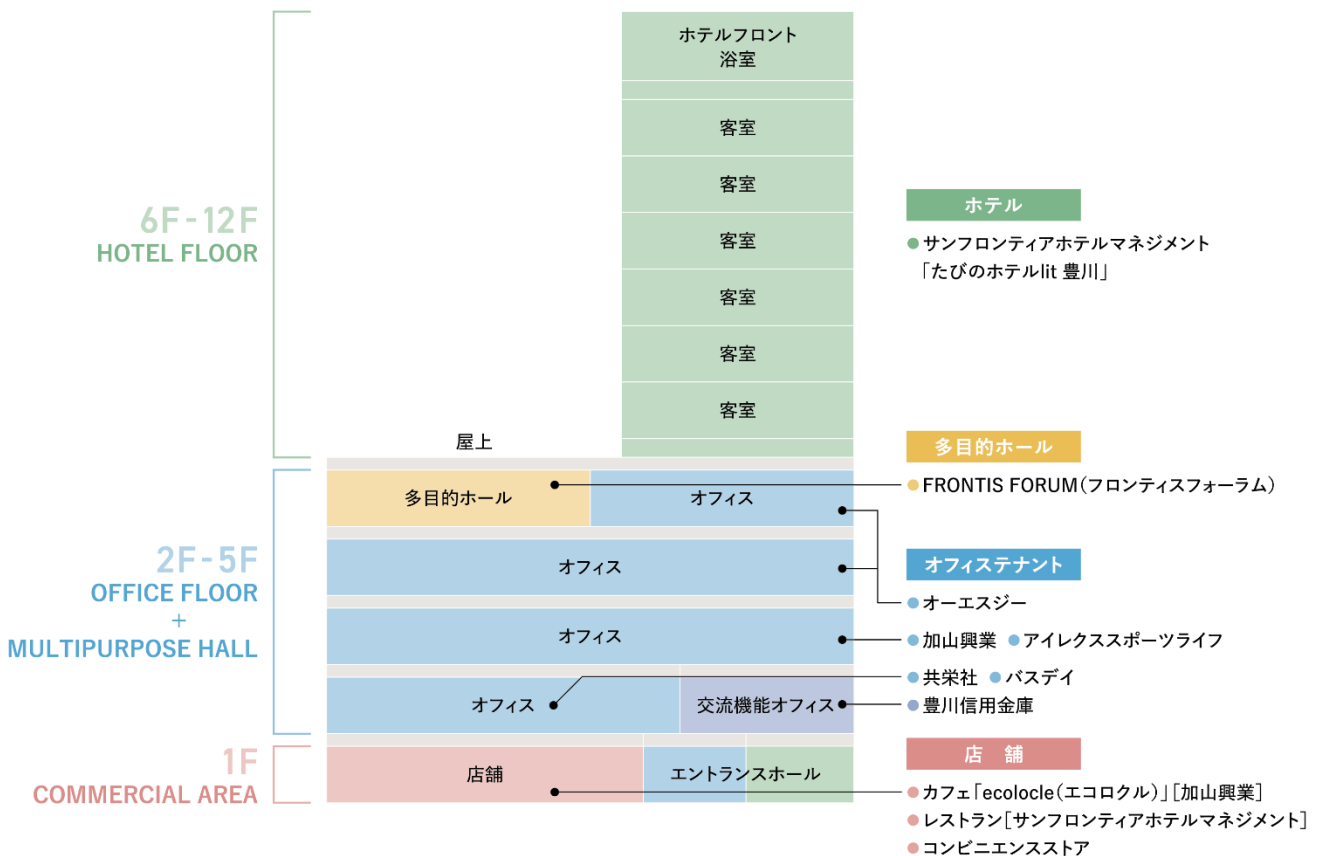 ホテルフロント
浴室
客室
客室
客室
客室
客室
客室
6F-12F
HOTEL FLOOR
ホテル
サンフロンティアホテルマネジメント
「たびのホテルlit 豊川」
屋上
多目的ホール
オフィス
多目的ホール
FRONTIS FORUM(フロンティスフォーラム)
2F-5F
OFFICE FLOOR
+
MULTIPURPOSE HALL
オフィス
オフィス
オフィス
交流機能オフィス
オフィステナント
オーエスジー
加山興業 アイレクススポーツライフ
共栄社 バスデイ
豊川信用金庫
1F
COMMERCIAL AREA
店舗
エントランスホール
店 舗
カフェ「ecolocle(エコロクル)」[加山興業]
レストラン[サンフロンティアホテルマネジメント]
コンビニエンスストア